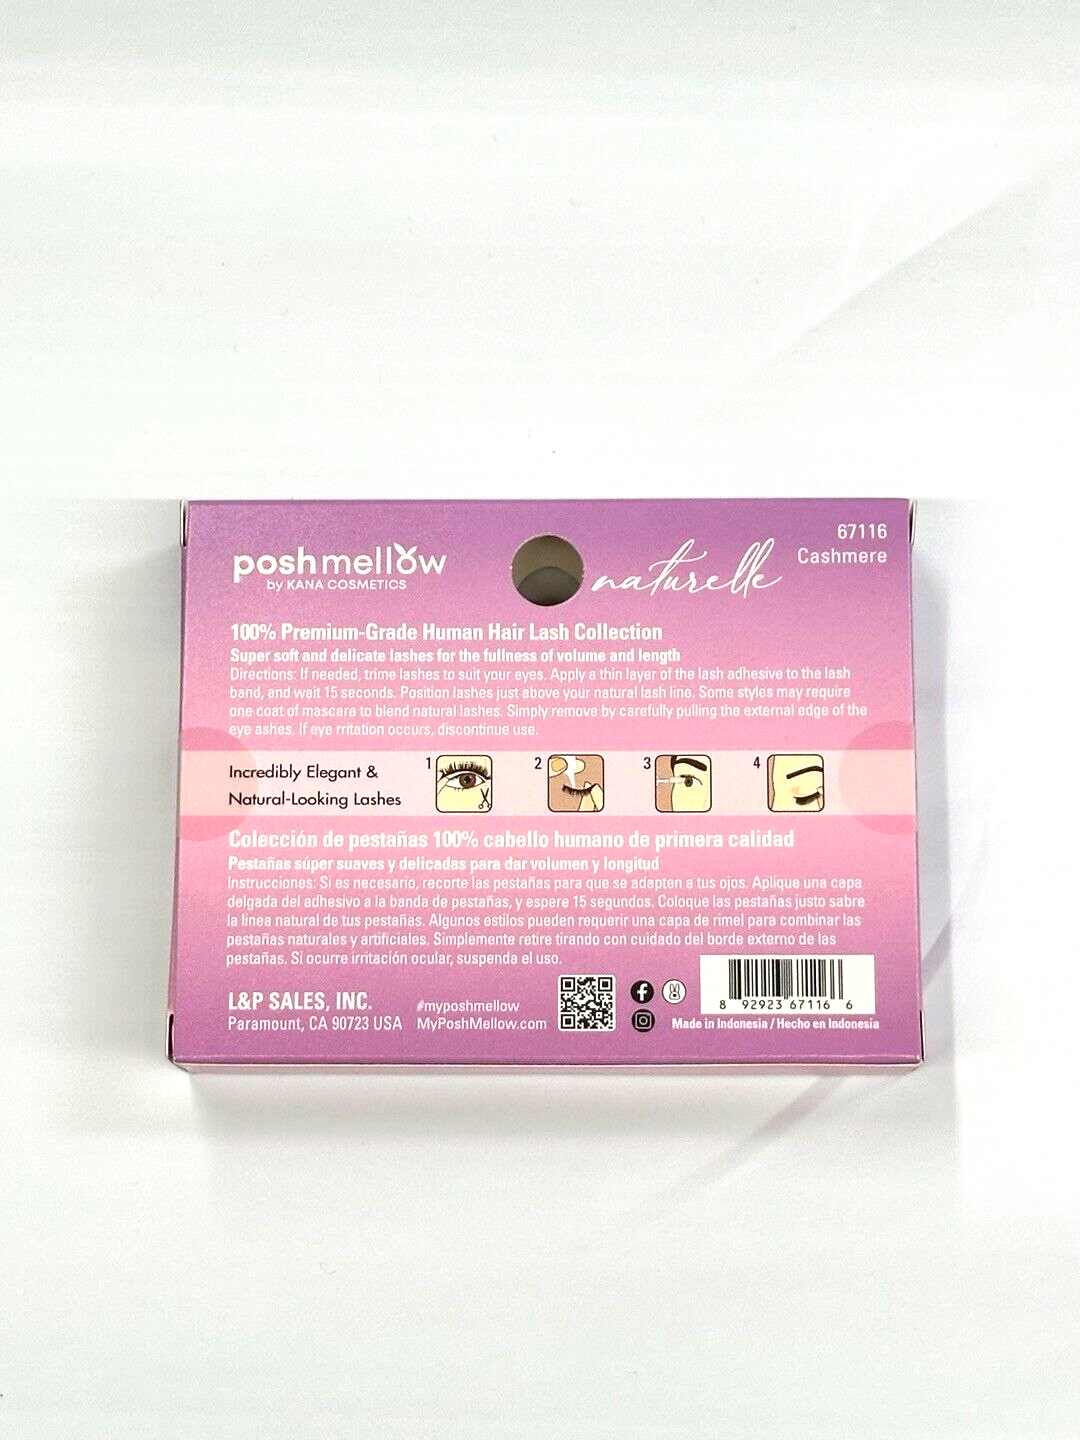 poshmellow
by KANA COSMETICS
naturelle
67116
Cashmere
100% Premium-Grade Human Hair Lash Collection
Super soft and delicate lashes for the fullness of volume and length
Directions: If needed, trime lashes to suit your eyes. Apply a thin layer of the lash adhesive to the lash
band, and wait 15 seconds. Position lashes just above your natural lash line. Some styles may require
one coat of mascara to blend natural lashes. Simply remove by carefully pulling the external edge of the
eye ashes. If eye rritation occurs, discontinue use.
Incredibly Elegant &
Natural-Looking Lashes
1 2 3 4
Colección de pestañas 100% cabello humano de primera calidad
Pestañas súper suaves y delicadas para dar volumen y longitud
Instrucciones: Si es necesario, recorte las pestañas para que se adapten a tus ojos. Aplique una capa
delgada del adhesivo a la banda de pestañas, y espere 15 segundos. Coloque las pestañas justo sabre
la linea natural de tus pestañas. Algunos estilos pueden requerir una capa de rimel para combinar las
pestañas naturales y artificiales. Simplemente retire tirando con cuidado del borde externo de las
pestañas. Si ocurre irritación ocular, suspenda el uso.
L&P SALES, INC.
Paramount, CA 90723 USA
#myposhmellow
MyPoshMellow.com
8 92923 67116 6
Made in Indonesia / Hecho en Indonesia